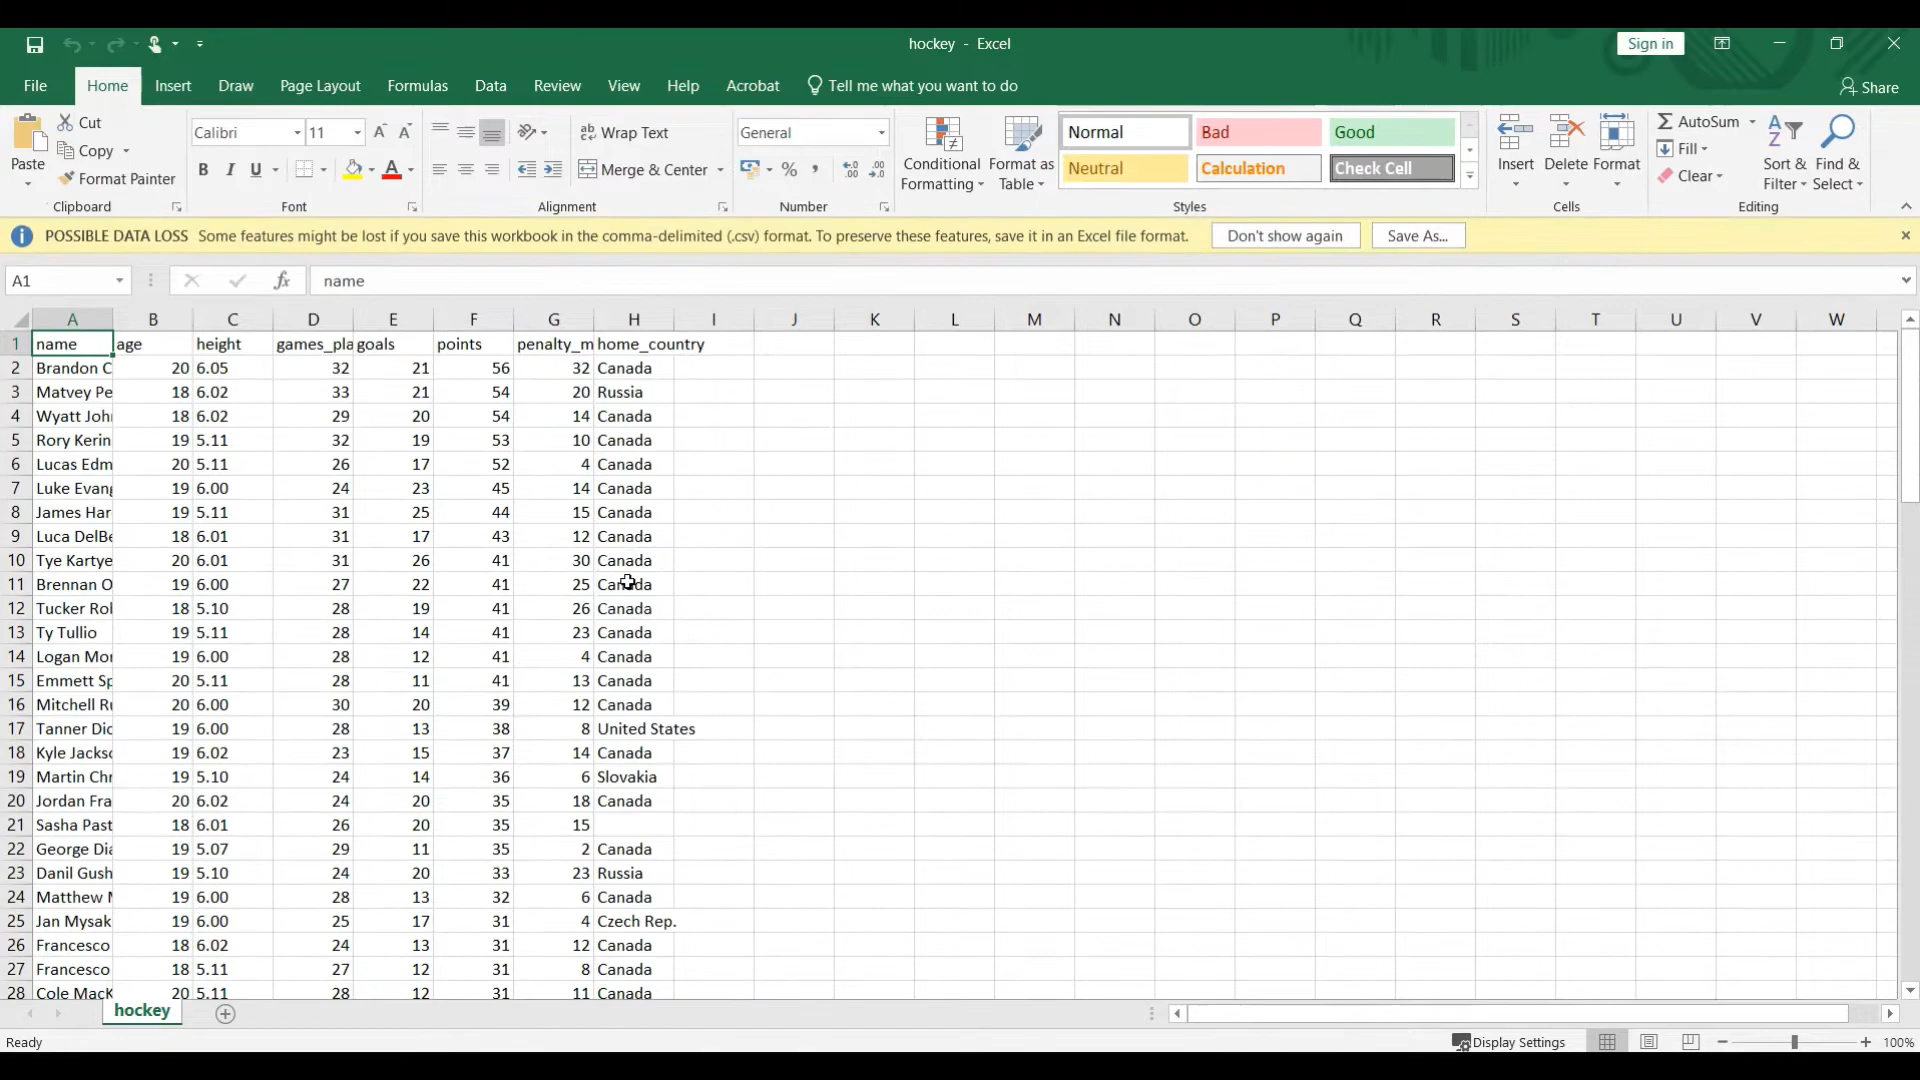 hockey - Excel
Sign in
File Home Insert Draw Page Layout Formulas Data Review View Help Acrobat Tell me what you want to do Share
Cut
Copy
Format Painter
Paste
Clipboard
Calibri 11
B I U
Font
Wrap Text
Merge & Center
Alignment
General
Number
Conditional Formatting
Format as Table
Normal Bad Good
Neutral Calculation Check Cell
Styles
Insert Delete Format
Cells
AutoSum
Fill
Clear
Sort & Filter
Find & Select
Editing
POSSIBLE DATA LOSS Some features might be lost if you save this workbook in the comma-delimited (.csv) format. To preserve these features, save it in an Excel file format. Don't show again Save As...
A1 fx name
A B C D E F G H I J K L M N O P Q R S T U V W
1 name age height games_pla goals points penalty_m home_country
2 Brandon C 20 6.05 32 21 56 32 Canada
3 Matvey Pe 18 6.02 33 21 54 20 Russia
4 Wyatt John 18 6.02 29 20 54 14 Canada
5 Rory Kerin 19 5.11 32 19 53 10 Canada
6 Lucas Edm 20 5.11 26 17 52 4 Canada
7 Luke Evang 19 6.00 24 23 45 14 Canada
8 James Har 19 5.11 31 25 44 15 Canada
9 Luca DelBe 18 6.01 31 17 43 12 Canada
10 Tye Kartye 20 6.01 31 26 41 30 Canada
11 Brennan O 19 6.00 27 22 41 25 Canada
12 Tucker Rol 18 5.10 28 19 41 26 Canada
13 Ty Tullio 19 5.11 28 14 41 23 Canada
14 Logan Mor 19 6.00 28 12 41 4 Canada
15 Emmett Sp 20 5.11 28 11 41 13 Canada
16 Mitchell Ru 20 6.00 30 20 39 12 Canada
17 Tanner Dic 19 6.00 28 13 38 8 United States
18 Kyle Jackso 19 6.02 23 15 37 14 Canada
19 Martin Chr 19 5.10 24 14 36 6 Slovakia
20 Jordan Fra 20 6.02 24 20 35 18 Canada
21 Sasha Past 18 6.01 26 20 35 15
22 George Dia 19 5.07 29 11 35 2 Canada
23 Danil Gush 19 5.10 24 20 33 23 Russia
24 Matthew M 19 6.00 28 13 32 6 Canada
25 Jan Mysak 19 6.00 25 17 31 4 Czech Rep.
26 Francesco 18 6.02 24 13 31 12 Canada
27 Francesco 18 5.11 27 12 31 8 Canada
28 Cole MacK 20 5.11 28 12 31 11 Canada
hockey
Ready Display Settings 100%